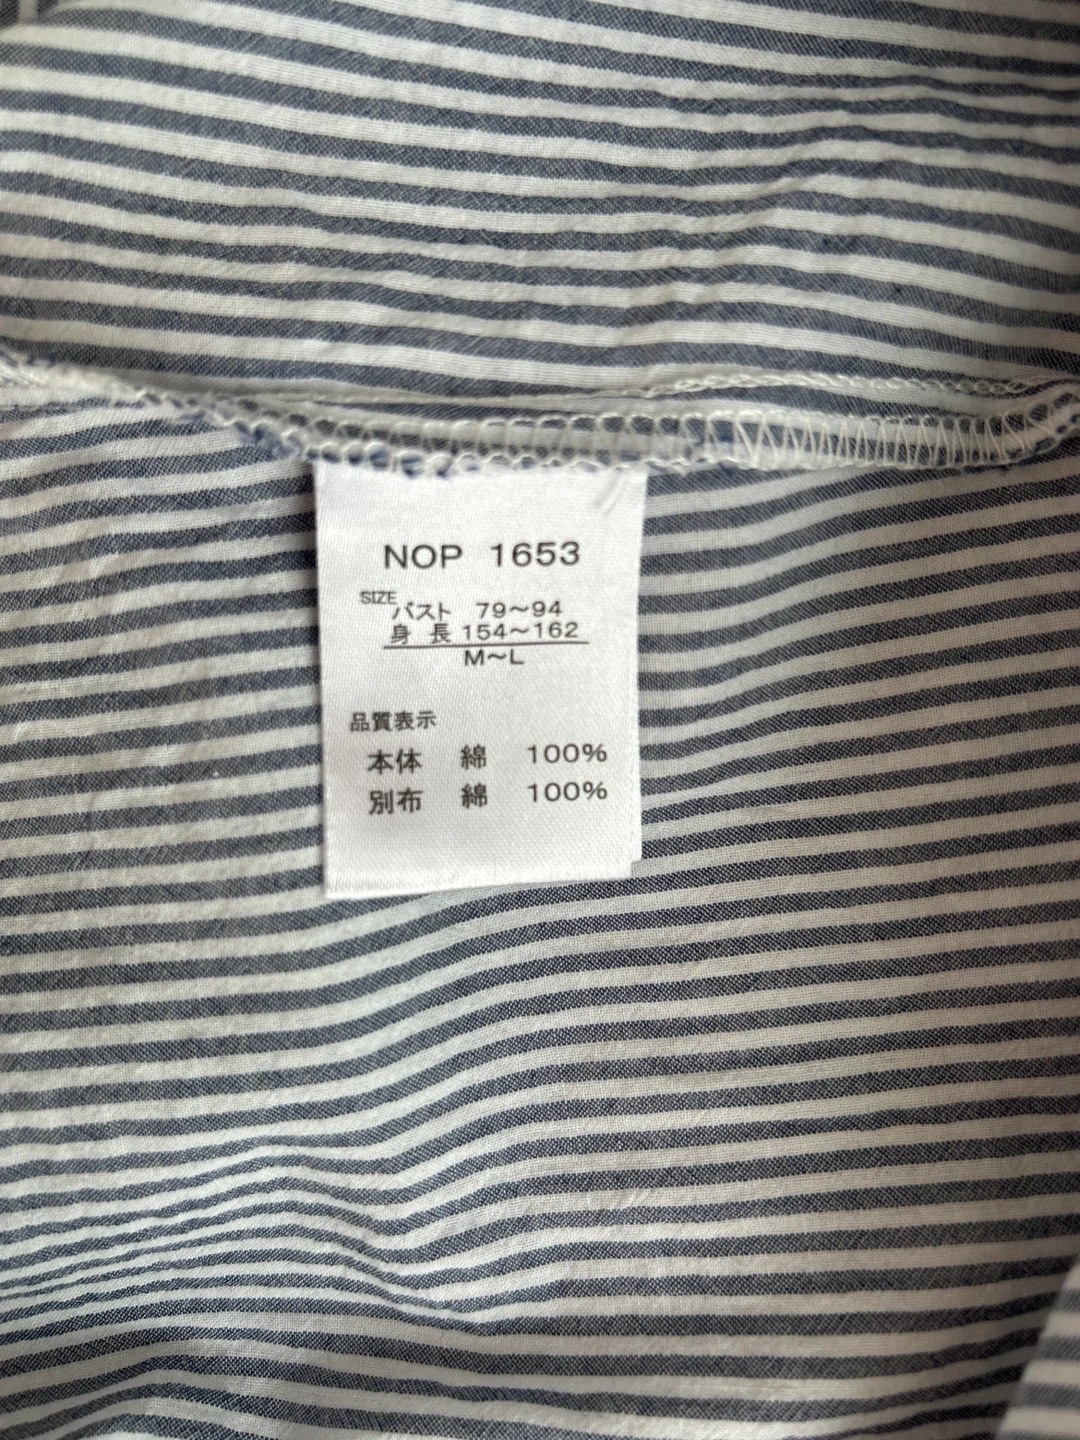 NOP 1653
SIZE
バスト 79～94
身 長 154～162
M～L
品質表示
本体 綿 100%
別布 綿 100%